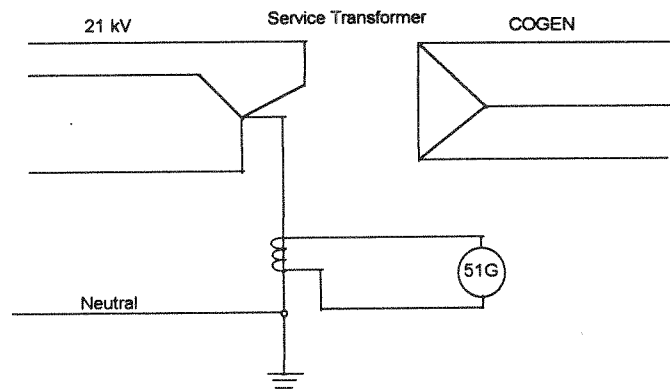 Service Transformer
21 kV
COGEN
51G
Neutral